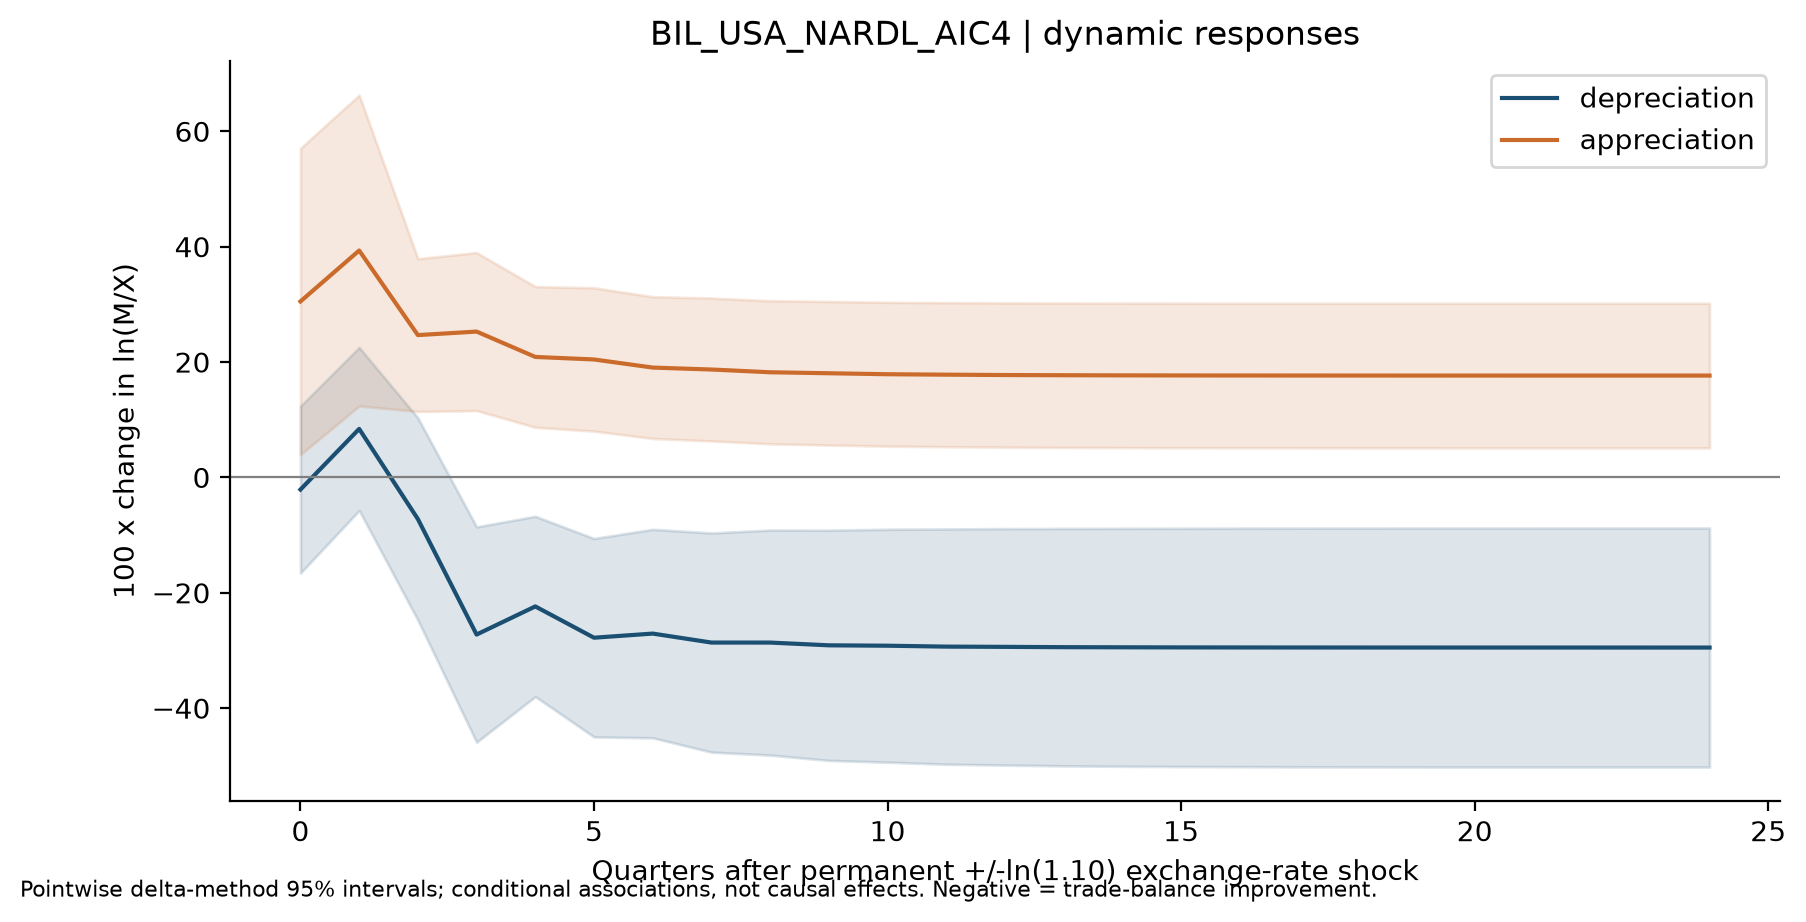 BIL_USA_NARDL_AIC4 | dynamic responses
depreciation
appreciation
100 x change in ln(M/X)
60
40
20
0
−20
−40
0 5 10 15 20 25
Quarters after permanent +/-ln(1.10) exchange-rate shock
Pointwise delta-method 95% intervals; conditional associations, not causal effects. Negative = trade-balance improvement.